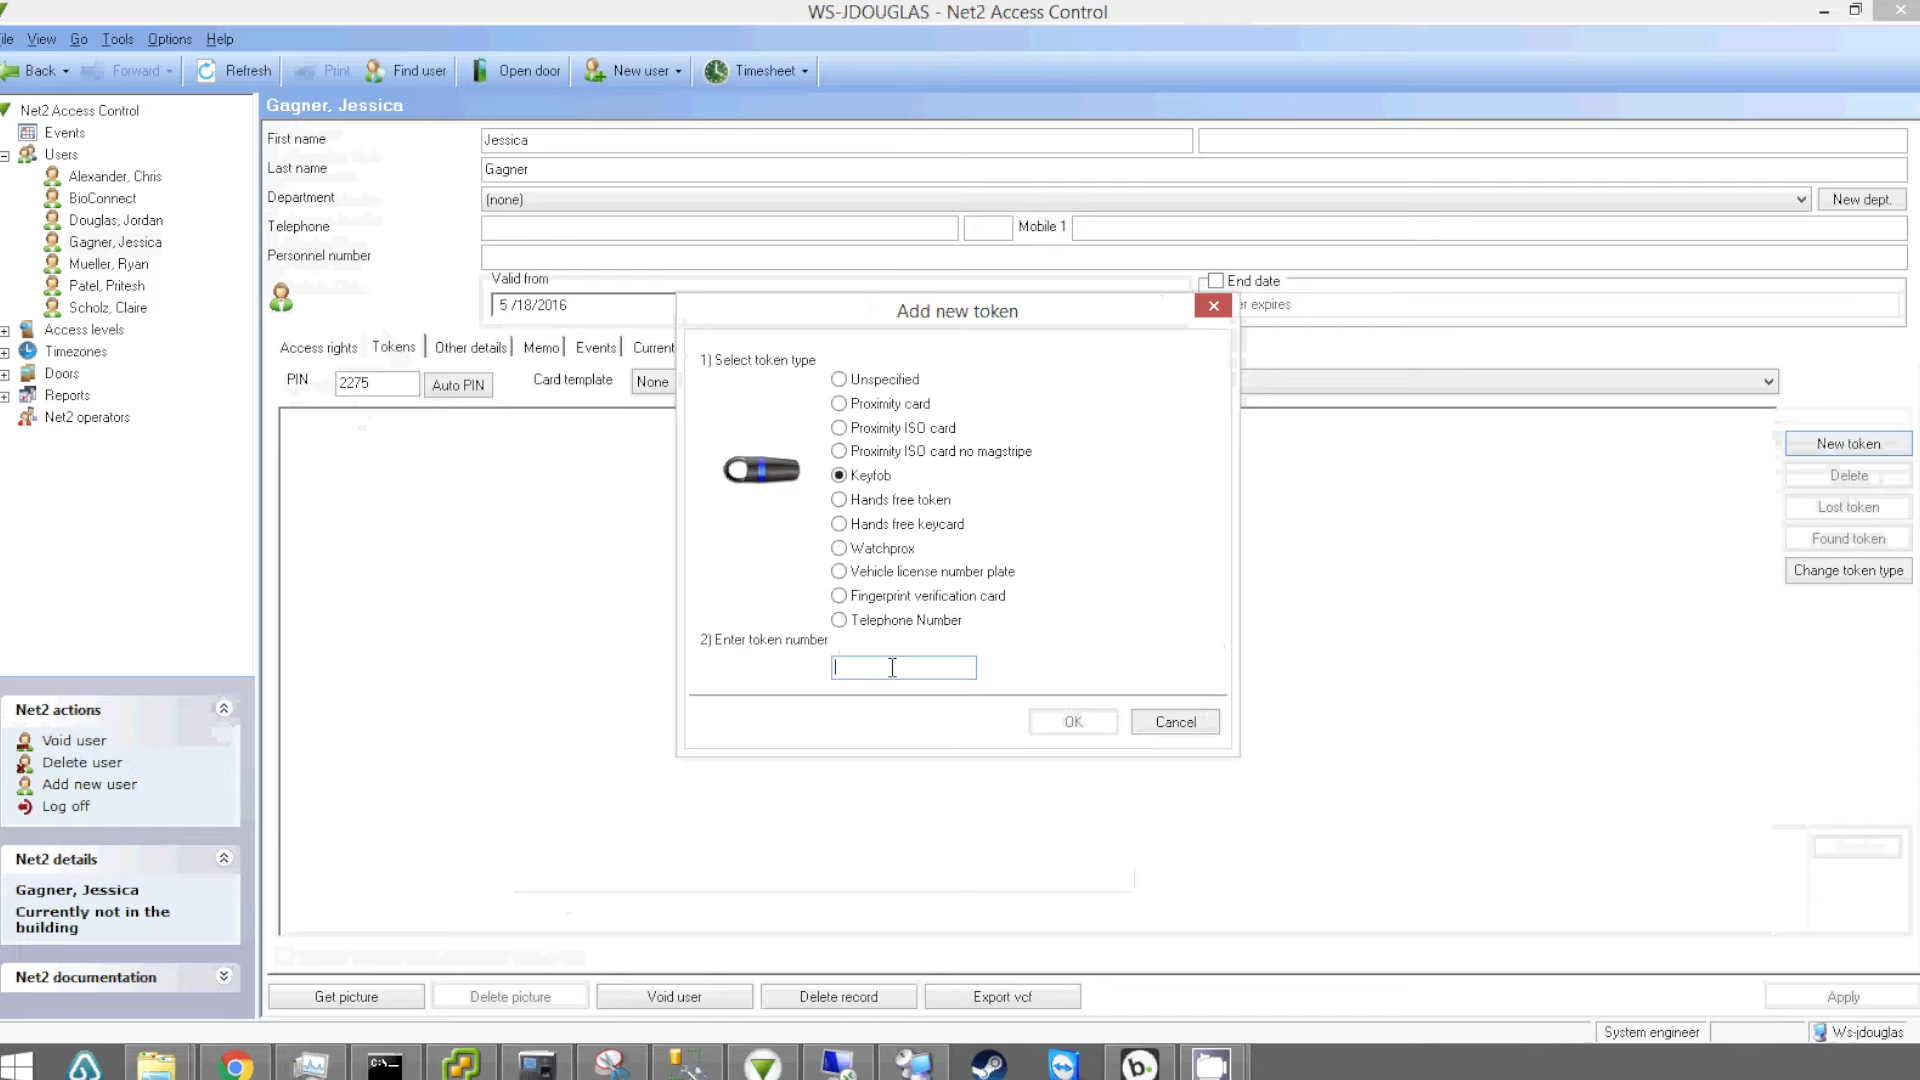 WS-JDOUGLAS - Net2 Access Control
ile View Go Tools Options Help
Back Forward Refresh Print Find user Open door New user Timesheet
Net2 Access Control
Events
Users
Alexander, Chris
BioConnect
Douglas, Jordan
Gagner, Jessica
Mueller, Ryan
Patel, Pritesh
Scholz, Claire
Access levels
Timezones
Doors
Reports
Net2 operators
Net2 actions
Void user
Delete user
Add new user
Log off
Net2 details
Gagner, Jessica
Currently not in the
building
Net2 documentation
Gagner, Jessica
First name Jessica
Last name Gagner
Department (none) New dept.
Telephone Mobile 1
Personnel number
Valid from End date
5 /18/2016 er expires
Access rights Tokens Other details Memo Events Current
PIN 2275 Auto PIN Card template None
Add new token
1) Select token type
Unspecified
Proximity card
Proximity ISO card
Proximity ISO card no magstripe
Keyfob
Hands free token
Hands free keycard
Watchprox
Vehicle license number plate
Fingerprint verification card
Telephone Number
2) Enter token number
OK Cancel
New token
Delete
Lost token
Found token
Change token type
Get picture Delete picture Void user Delete record Export vcf Apply
System engineer Ws-jdouglas
C:\_
b.